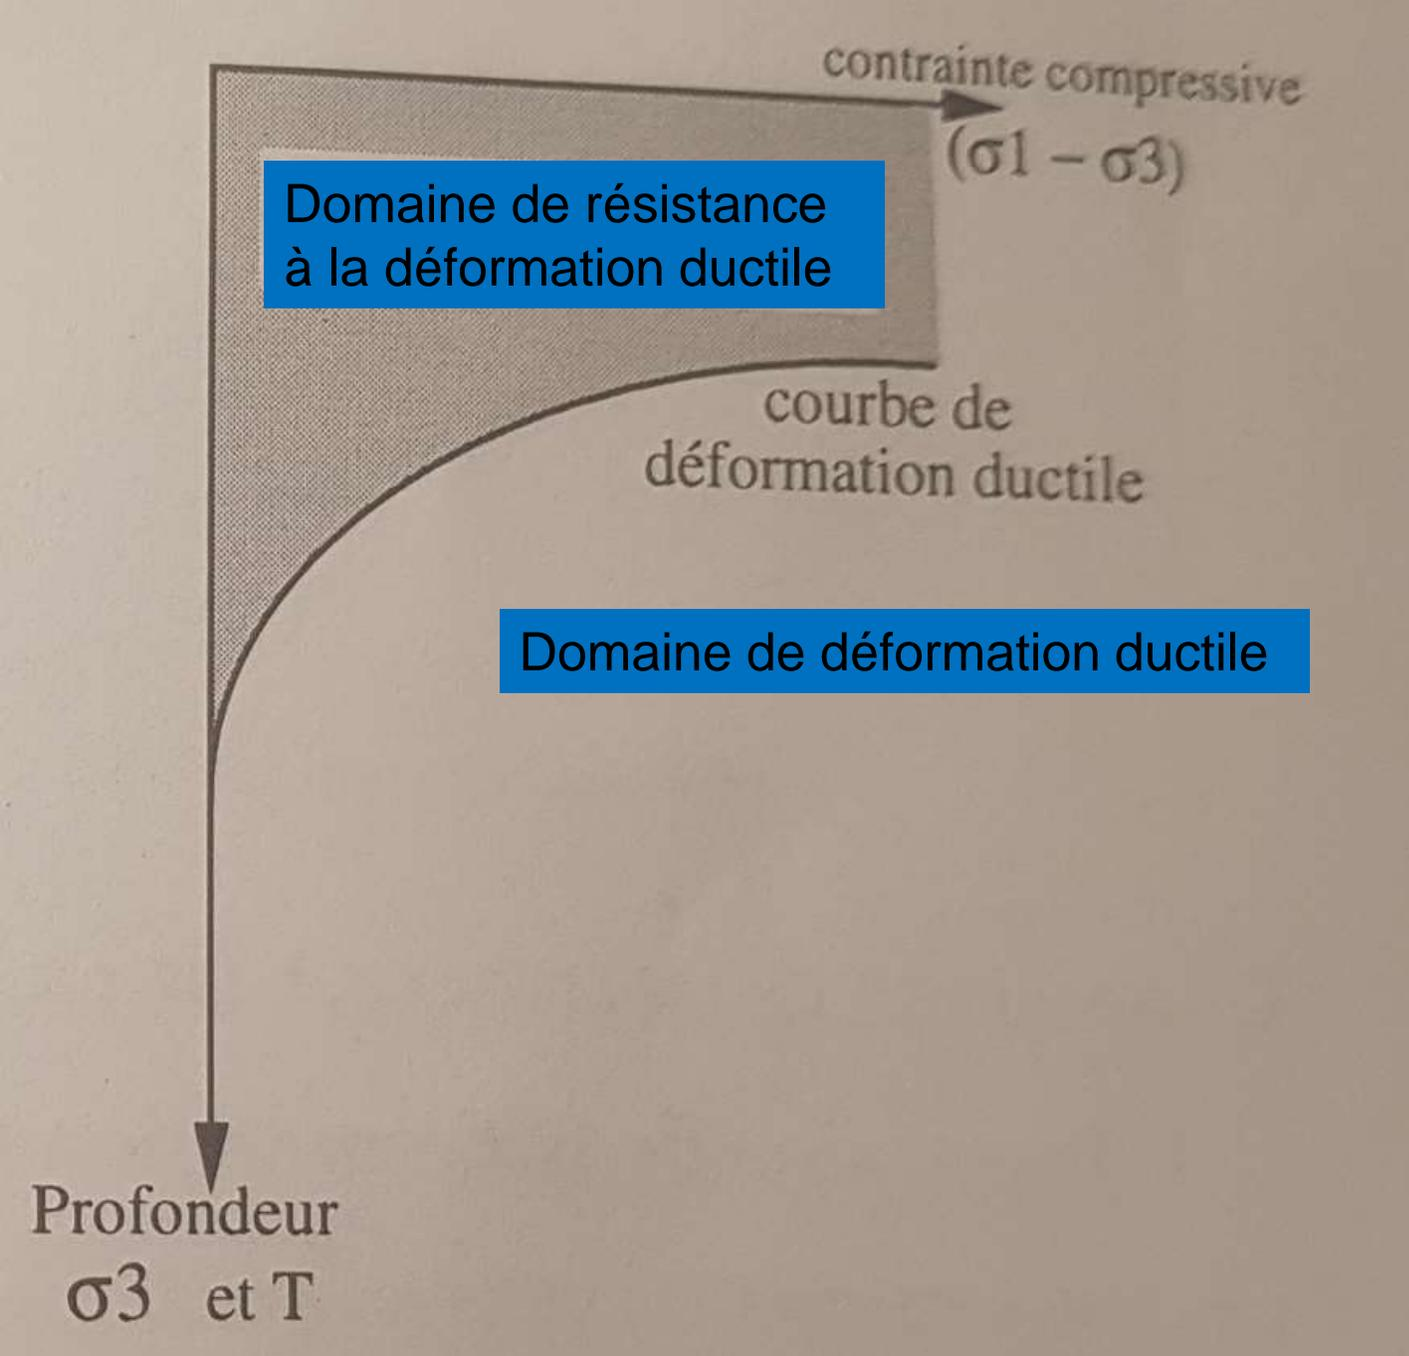 contrainte compressive
(σ1 – σ3)
Domaine de résistance
à la déformation ductile
courbe de
déformation ductile
Domaine de déformation ductile
Profondeur
σ3 et T